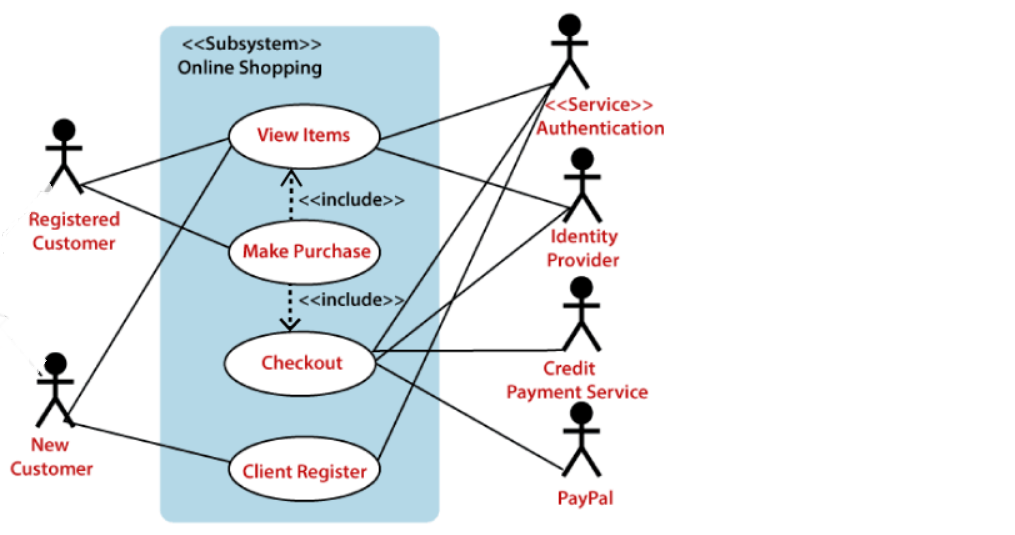 <<Subsystem>>
Online Shopping
View Items
<<include>>
Make Purchase
<<include>>
Checkout
Client Register
Registered
Customer
New
Customer
<<Service>>
Authentication
Identity
Provider
Credit
Payment Service
PayPal